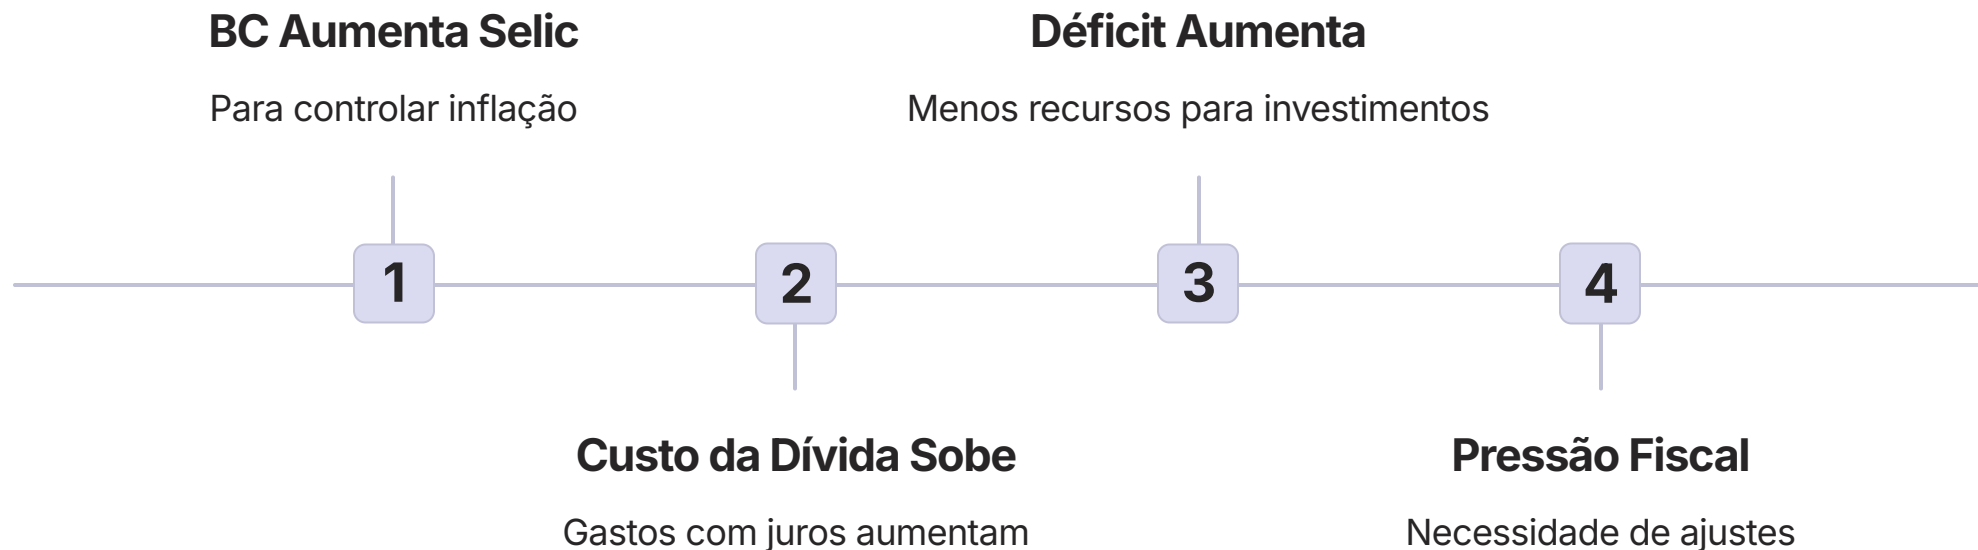 BC Aumenta Selic
Para controlar inflação
Déficit Aumenta
Menos recursos para investimentos
1
2
3
4
Custo da Dívida Sobe
Gastos com juros aumentam
Pressão Fiscal
Necessidade de ajustes